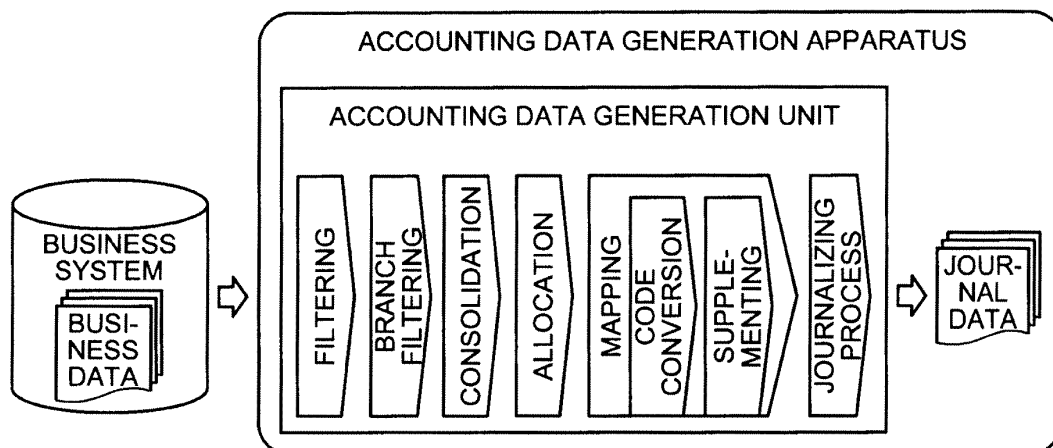 ACCOUNTING DATA GENERATION APPARATUS
ACCOUNTING DATA GENERATION UNIT
BUSINESS
SYSTEM
BUSI-
NESS
DATA
FILTERING
BRANCH
FILTERING
CONSOLIDATION
ALLOCATION
MAPPING
CODE
CONVERSION
SUPPLE-
MENTING
JOURNALIZING
PROCESS
JOUR-
NAL
DATA